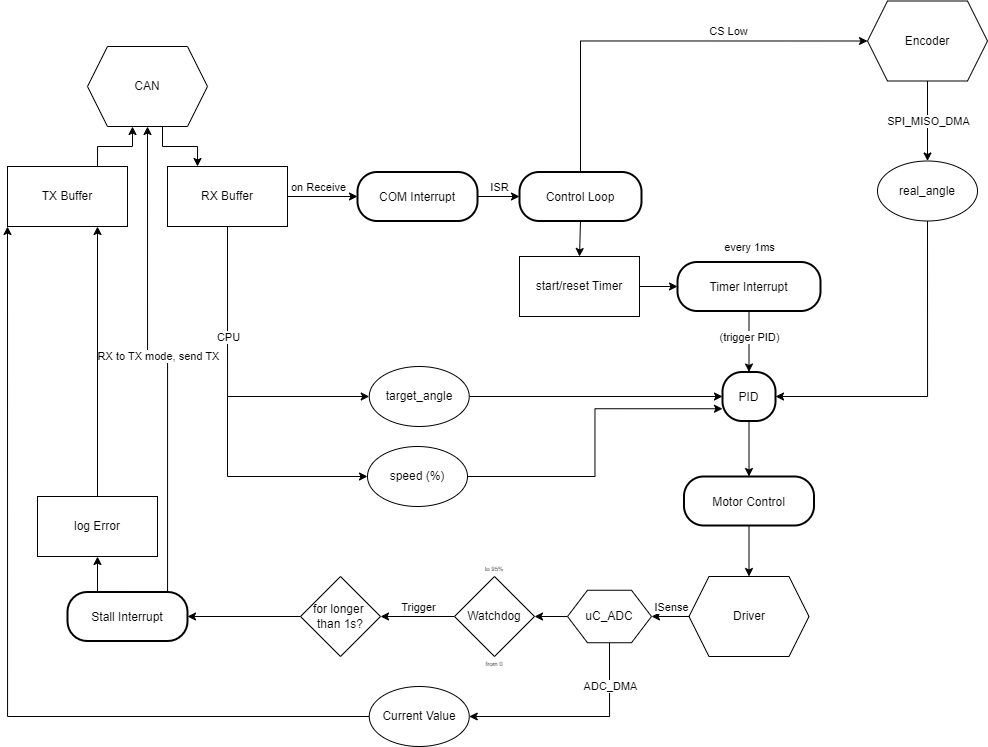 CS Low
Encoder
CAN
SPI_MISO_DMA
TX Buffer
RX Buffer
on Receive
COM Interrupt
ISR
Control Loop
real_angle
every 1ms
start/reset Timer
Timer Interrupt
CPU
(trigger PID)
RX to TX mode, send TX
target_angle
PID
speed (%)
Motor Control
log Error
to 95%
for longer
than 1s?
Trigger
Watchdog
uC_ADC
ISense
Driver
Stall Interrupt
from 0
ADC_DMA
Current Value